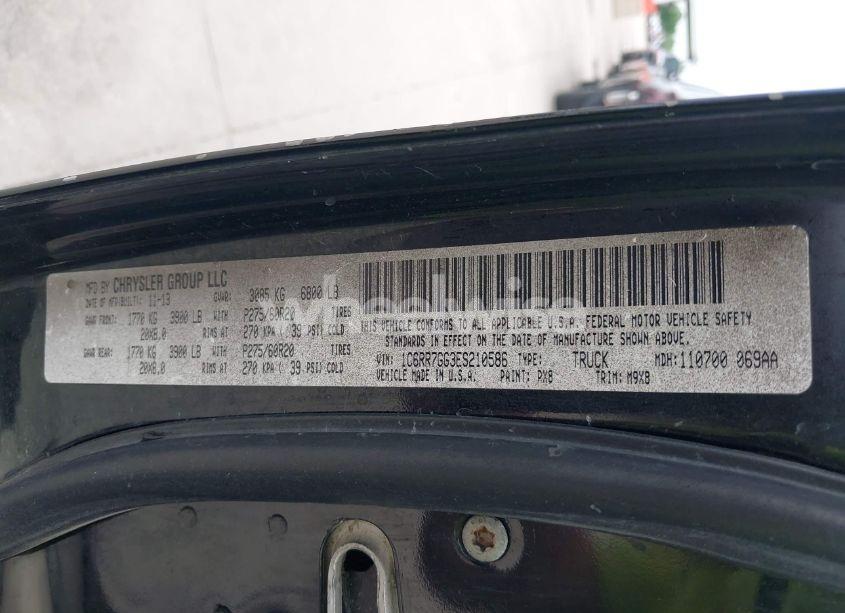 MFD BY CHRYSLER GROUP LLC
DATE OF MFR/BUILT: 11-13 GVWR: 3085 KG 6800 LB
GAWR FRONT: 1770 KG 3900 LB WITH P275/60R20 TIRES
20X8.0 RIMS AT 270 KPA ( 39 PSI) COLD
GAWR REAR: 1770 KG 3900 LB WITH P275/60R20 TIRES
20X8.0 RIMS AT 270 KPA ( 39 PSI) COLD
THIS VEHICLE CONFORMS TO ALL APPLICABLE U.S.A. FEDERAL MOTOR VEHICLE SAFETY
STANDARDS IN EFFECT ON THE DATE OF MANUFACTURE SHOWN ABOVE.
VIN: 1C6RR7GG3ES210586 TYPE: TRUCK MDH: 110700 069AA
VEHICLE MADE IN U.S.A. PAINT: PX8 TRIM: M9X8